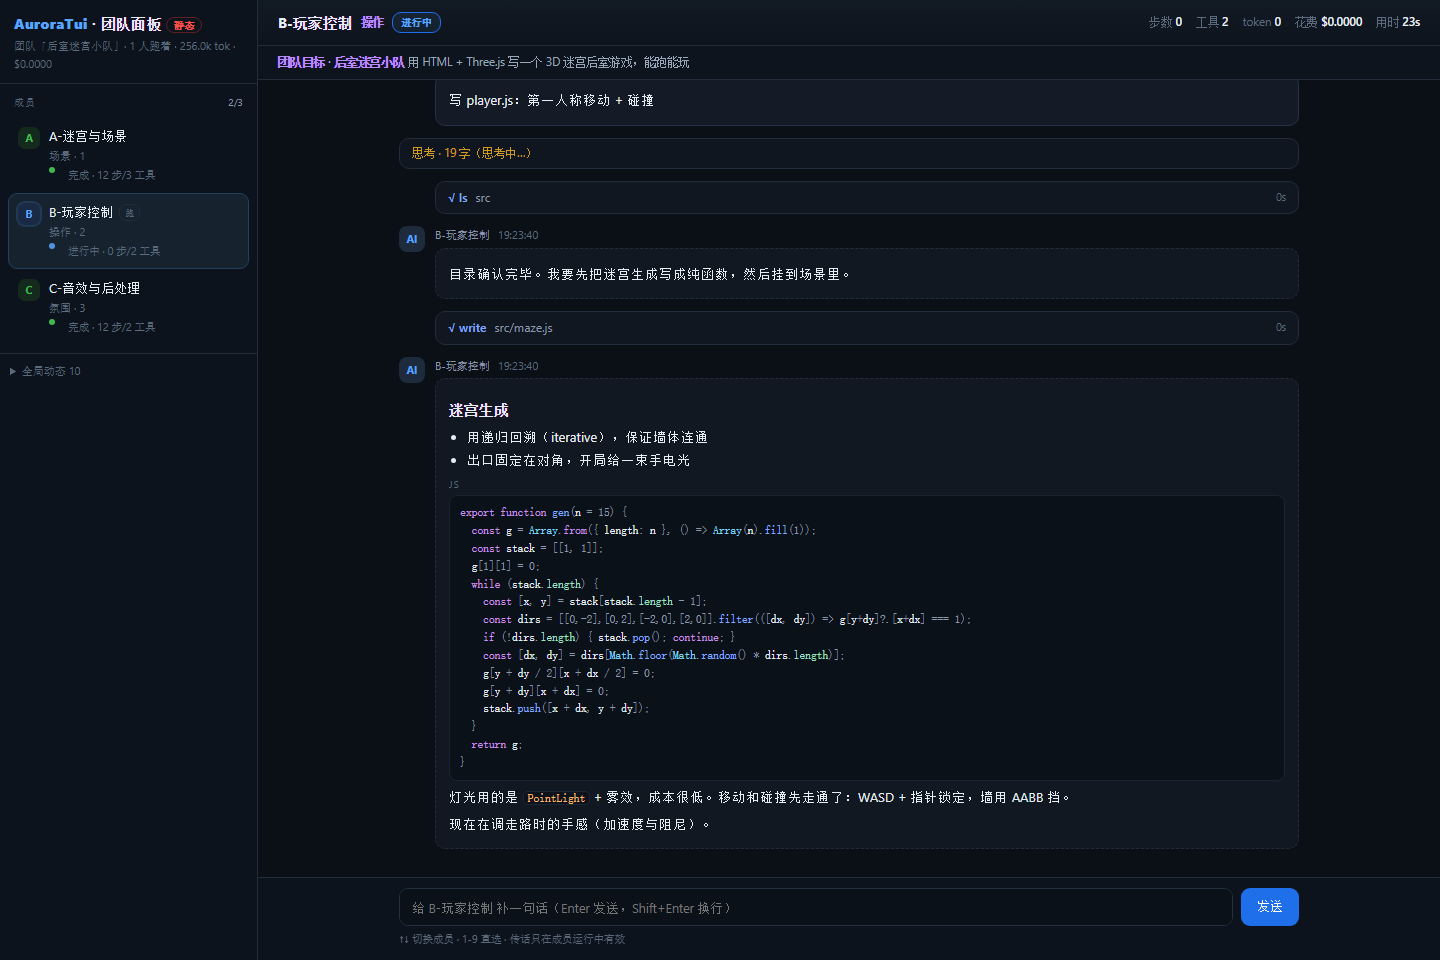 AuroraTui · 团队面板 静态
团队「后室迷宫小队」· 1 人跑着 · 256.0k tok ·
$0.0000
成员 2/3
A A-迷宫与场景
场景 · 1
完成 · 12 步/3 工具
B B-玩家控制
操作 · 2
进行中 · 0 步/2 工具
C C-音效与后处理
氛围 · 3
完成 · 12 步/2 工具
▶ 全局动态 10
B-玩家控制 操作 进行中
步数 0 工具 2 token 0 花费 $0.0000 用时 23s
团队目标 · 后室迷宫小队 用 HTML + Three.js 写一个 3D 迷宫后室游戏，能跑能玩
写 player.js：第一人称移动 + 碰撞
思考 · 19 字（思考中…）
√ ls src 0s
AI B-玩家控制 19:23:40
目录确认完毕。我要先把迷宫生成写成纯函数，然后挂到场景里。
√ write src/maze.js 0s
AI B-玩家控制 19:23:40
迷宫生成
• 用递归回溯（iterative），保证墙体连通
• 出口固定在对角，开局给一束手电光
JS
export function gen(n = 15) {
  const g = Array.from({ length: n }, () => Array(n).fill(1));
  const stack = [[1, 1]];
  g[1][1] = 0;
  while (stack.length) {
    const [x, y] = stack[stack.length - 1];
    const dirs = [[0,-2],[0,2],[-2,0],[2,0]].filter(([dx, dy]) => g[y+dy]?.[x+dx] === 1);
    if (!dirs.length) { stack.pop(); continue; }
    const [dx, dy] = dirs[Math.floor(Math.random() * dirs.length)];
    g[y + dy / 2][x + dx / 2] = 0;
    g[y + dy][x + dx] = 0;
    stack.push([x + dx, y + dy]);
  }
  return g;
}
灯光用的是 PointLight + 雾效，成本很低。移动和碰撞先走通了：WASD + 指针锁定，墙用 AABB 挡。
现在在调走路时的手感（加速度与阻尼）。
给 B-玩家控制 补一句话（Enter 发送，Shift+Enter 换行）
发送
↑↓ 切换成员 · 1-9 直选 · 传话只在成员运行中有效